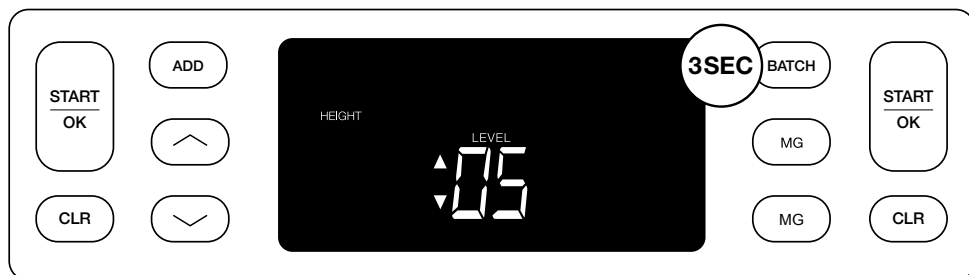 START
OK
CLR
ADD
HEIGHT
LEVEL
05
3SEC
BATCH
MG
MG
START
OK
CLR